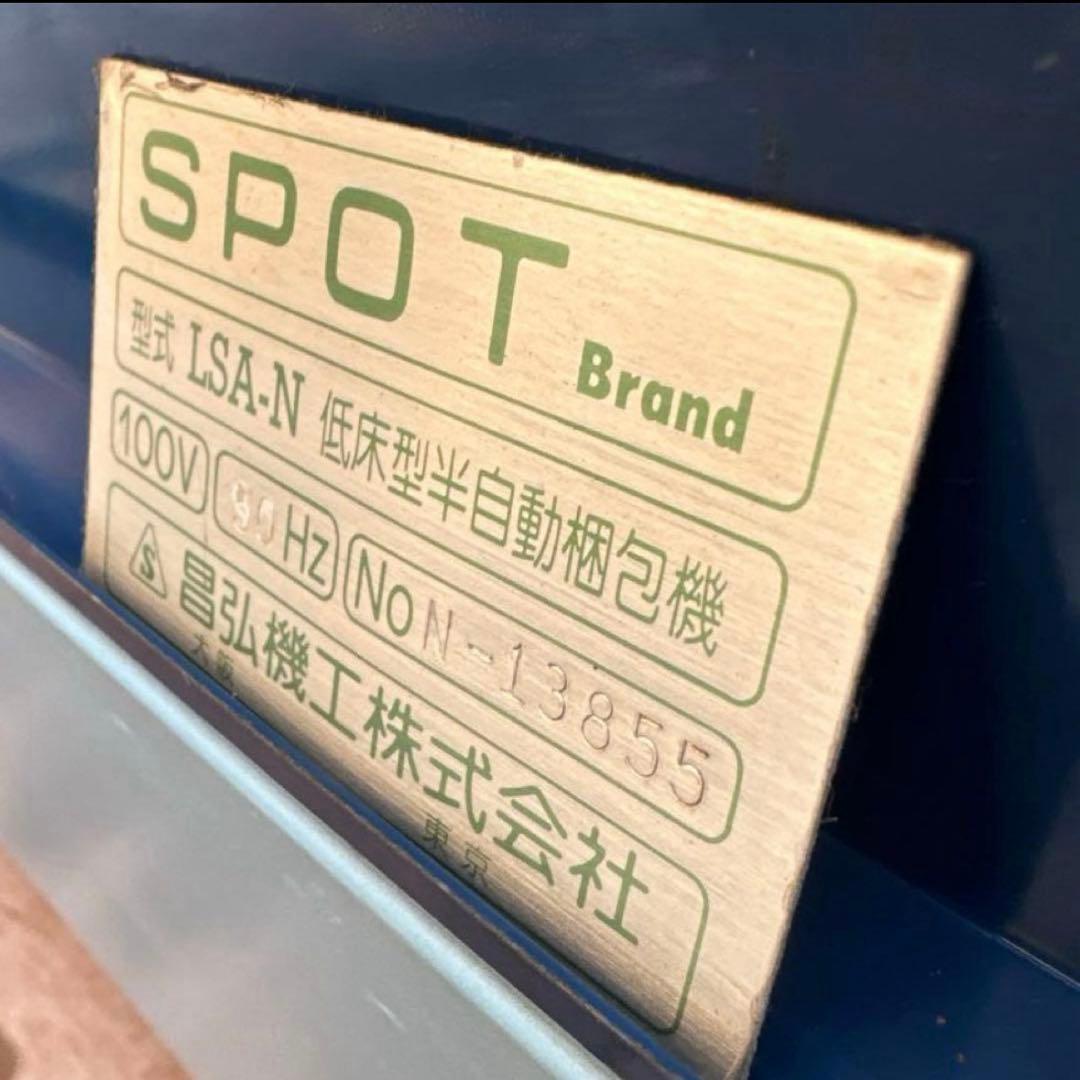 SPOT Brand
型式 LSA-N 低床型半自動梱包機
100V Hz No N-13855
S 昌弘機工株式会社
大阪 東京